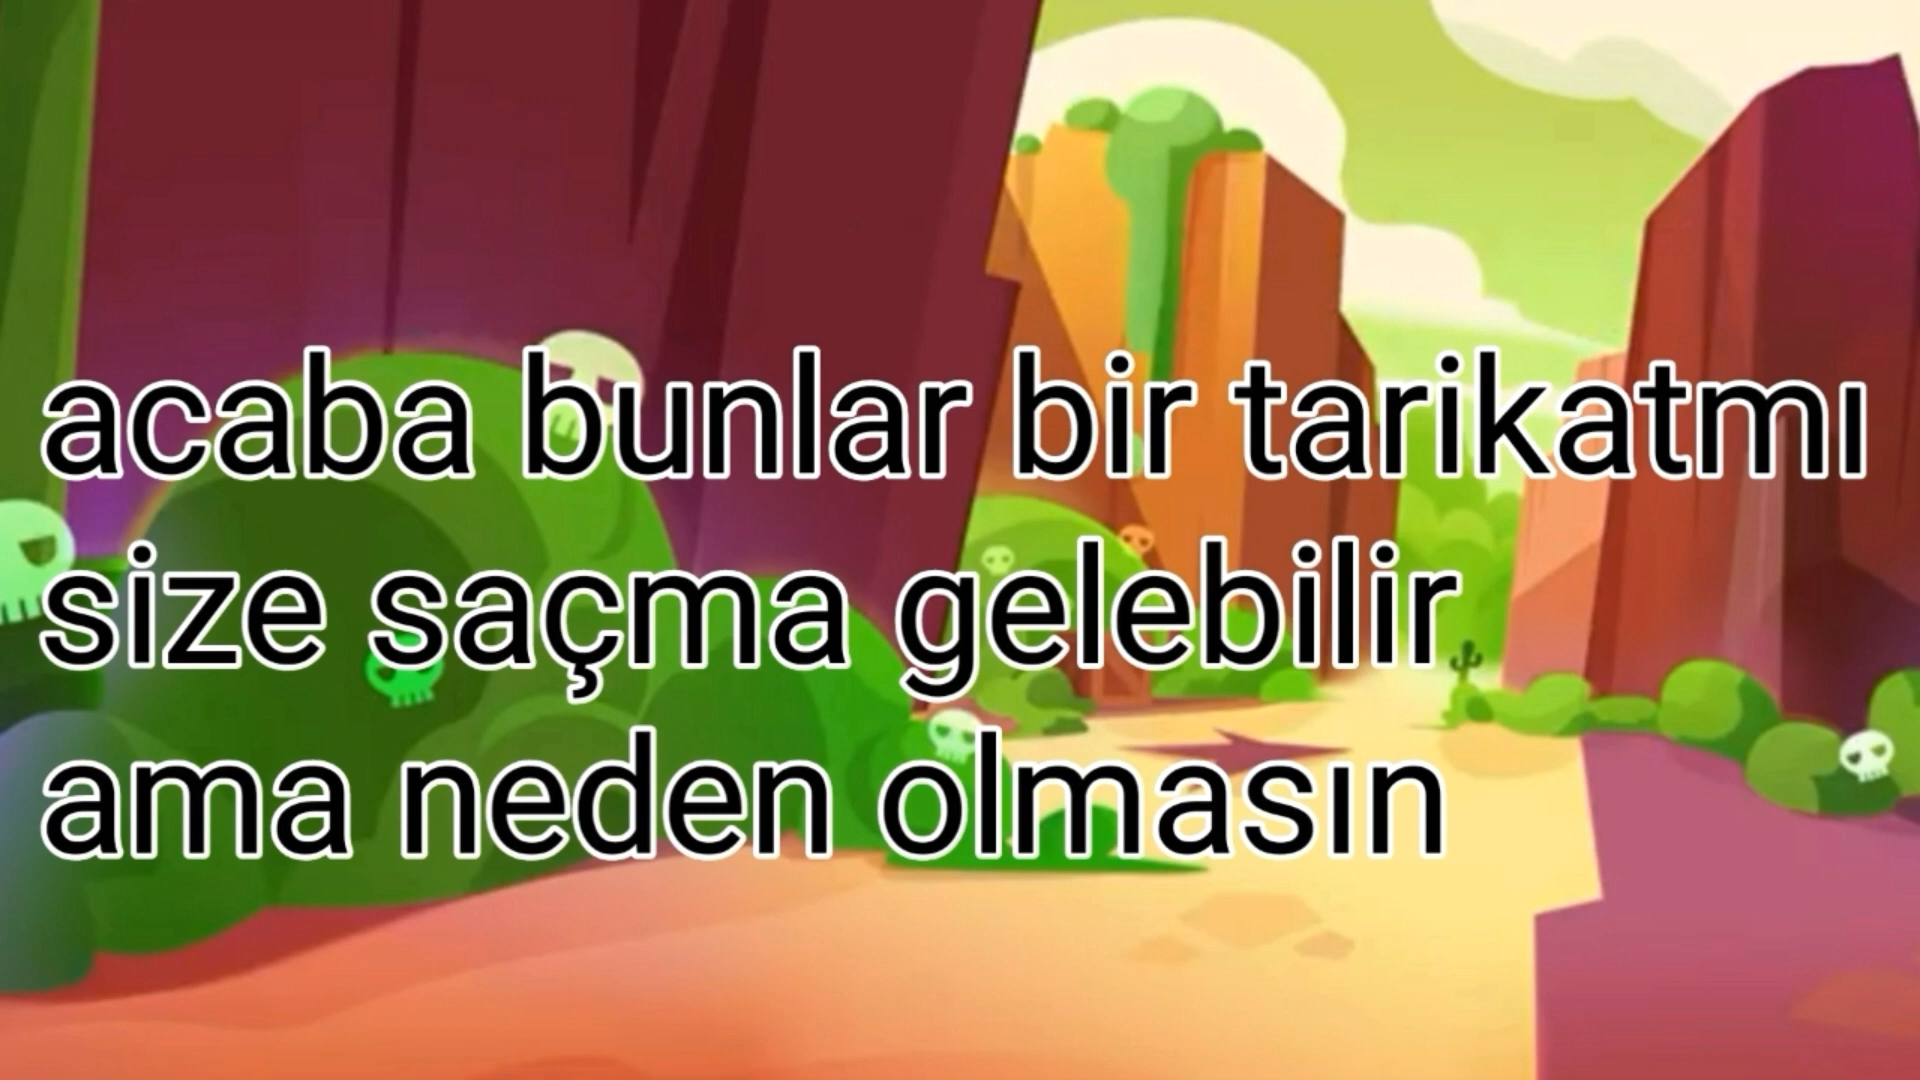 acaba bunlar bir tarikatmı
size saçma gelebilir
ama neden olmasın